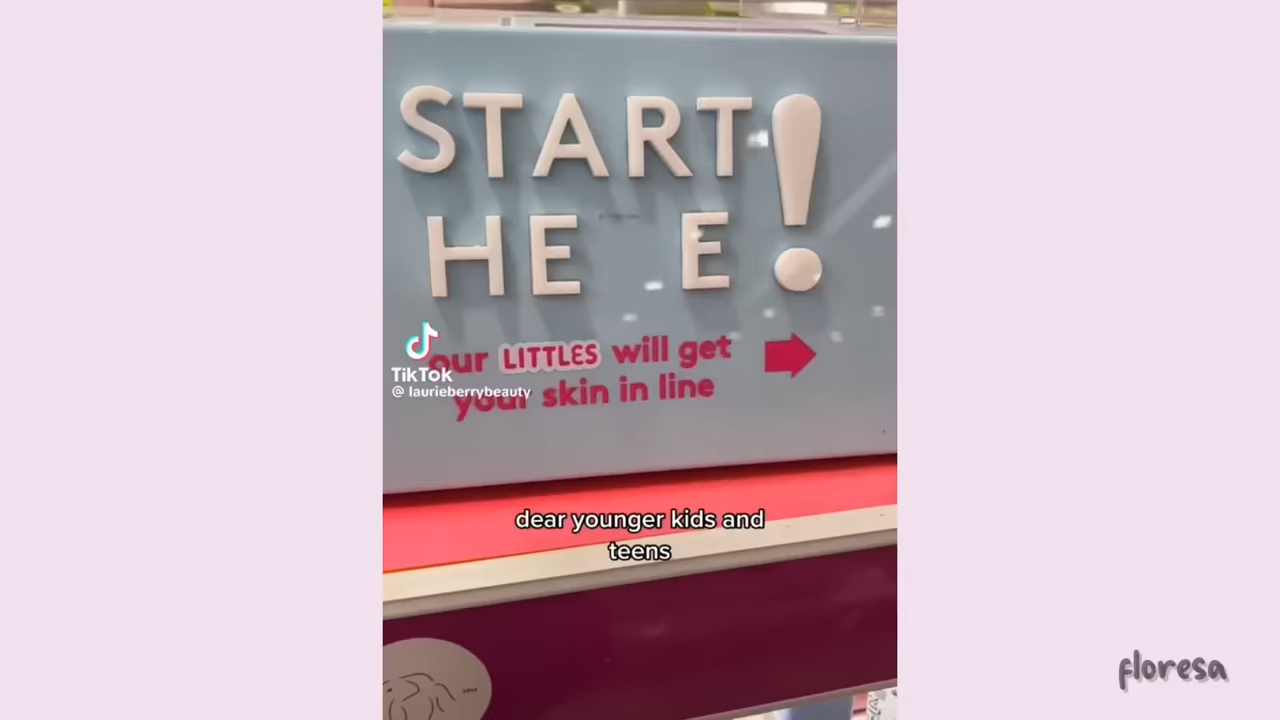 START
HE E!
our LITTLES will get
your skin in line
TikTok
@ laurieberrybeauty
dear younger kids and
teens
floresa